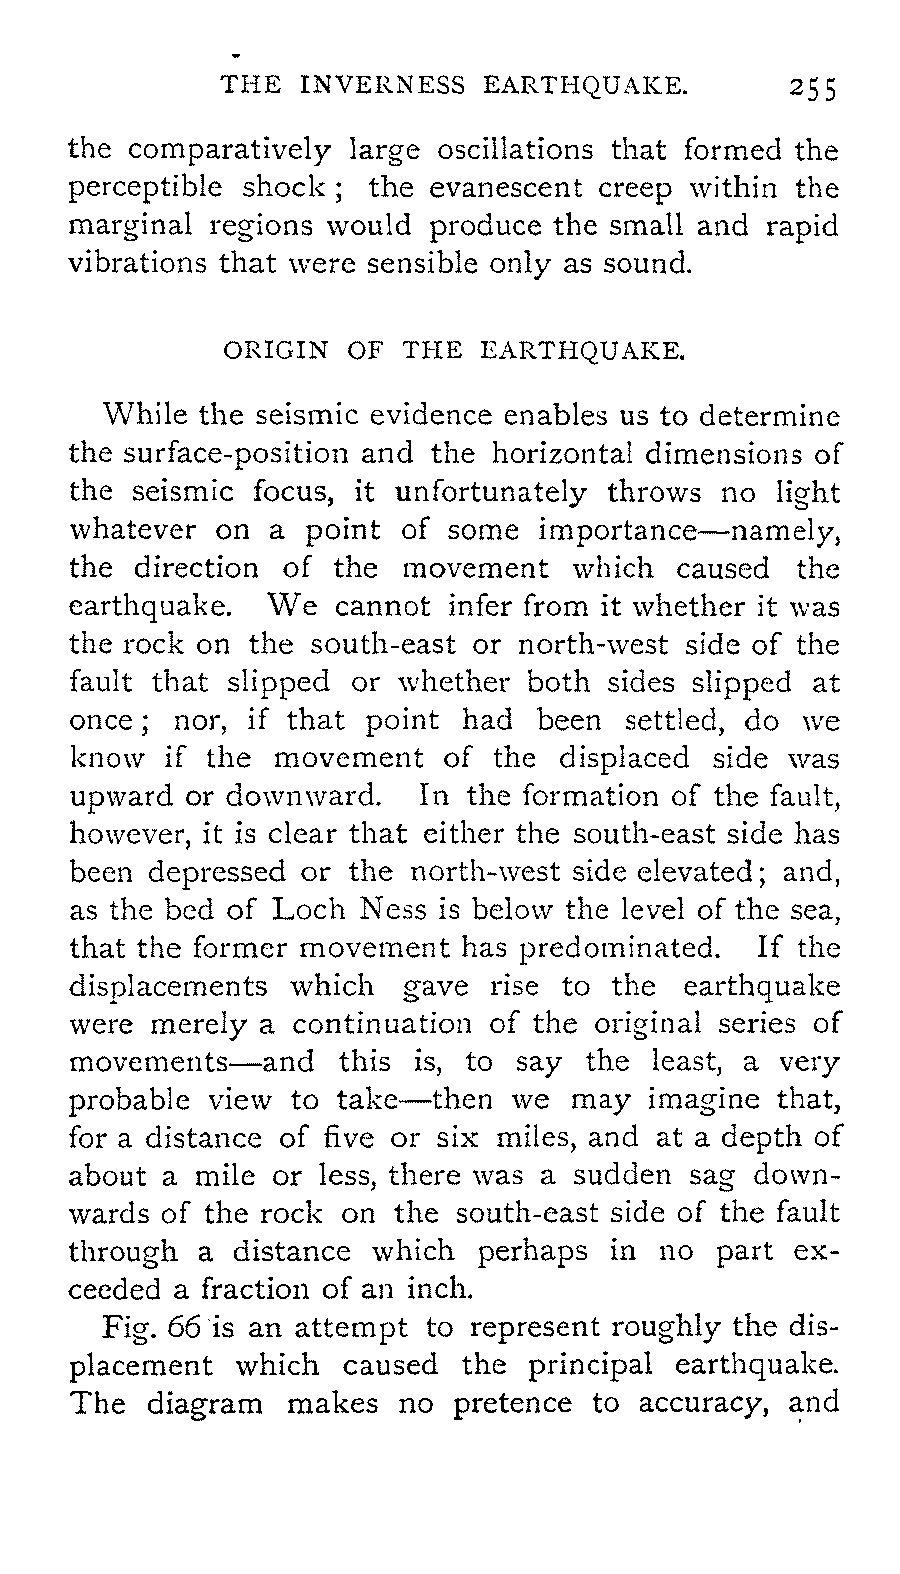 THE INVERNESS EARTHQUAKE. 255
the comparatively large oscillations that formed the
perceptible shock; the evanescent creep within the
marginal regions would produce the small and rapid
vibrations that were sensible only as sound.
ORIGIN OF THE EARTHQUAKE.
While the seismic evidence enables us to determine
the surface-position and the horizontal dimensions of
the seismic focus, it unfortunately throws no light
whatever on a point of some importance—namely,
the direction of the movement which caused the
earthquake. We cannot infer from it whether it was
the rock on the south-east or north-west side of the
fault that slipped or whether both sides slipped at
once; nor, if that point had been settled, do we
know if the movement of the displaced side was
upward or downward. In the formation of the fault,
however, it is clear that either the south-east side has
been depressed or the north-west side elevated; and,
as the bed of Loch Ness is below the level of the sea,
that the former movement has predominated. If the
displacements which gave rise to the earthquake
were merely a continuation of the original series of
movements—and this is, to say the least, a very
probable view to take—then we may imagine that,
for a distance of five or six miles, and at a depth of
about a mile or less, there was a sudden sag down-
wards of the rock on the south-east side of the fault
through a distance which perhaps in no part ex-
ceeded a fraction of an inch.
Fig. 66 is an attempt to represent roughly the dis-
placement which caused the principal earthquake.
The diagram makes no pretence to accuracy, and